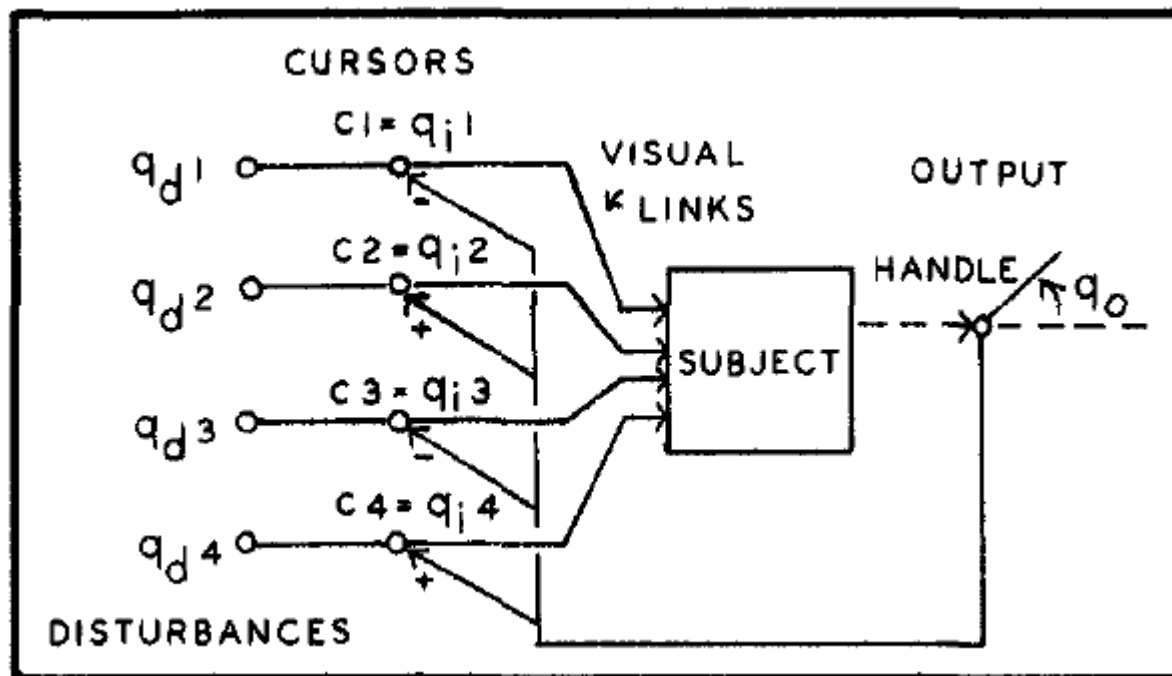 CURSORS
C1 = qi1
qd1
-
VISUAL
LINKS
OUTPUT
C2 = qi2
qd2
+
HANDLE
qo
SUBJECT
C3 = qi3
qd3
-
C4 = qi4
qd4
+
DISTURBANCES